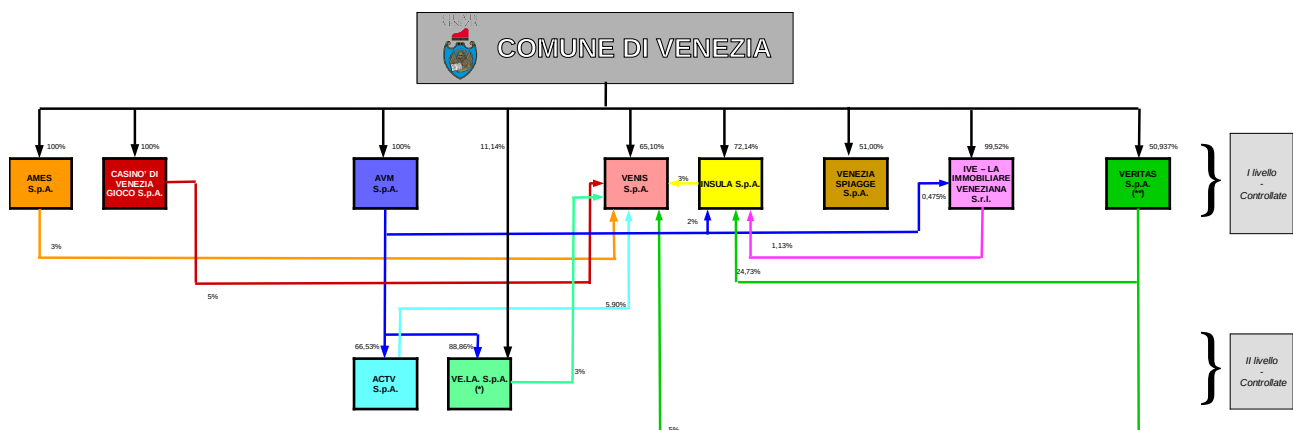 CITTA' DI
VENEZIA
COMUNE DI VENEZIA
100%
100%
100%
11,14%
65,10%
72,14%
51,00%
99,52%
50,937%
AMES
S.p.A.
CASINO' DI
VENEZIA
GIOCO S.p.A.
AVM
S.p.A.
VENIS
S.p.A.
3%
INSULA S.p.A.
VENEZIA
SPIAGGE
S.p.A.
0,475%
IVE – LA
IMMOBILIARE
VENEZIANA
S.r.l.
VERITAS
S.p.A.
(**)
I livello
-
Controllate
2%
3%
1,13%
24,73%
5%
5.90%
66,53%
88,86%
ACTV
S.p.A.
VE.LA. S.p.A.
(*)
3%
II livello
-
Controllate
5%